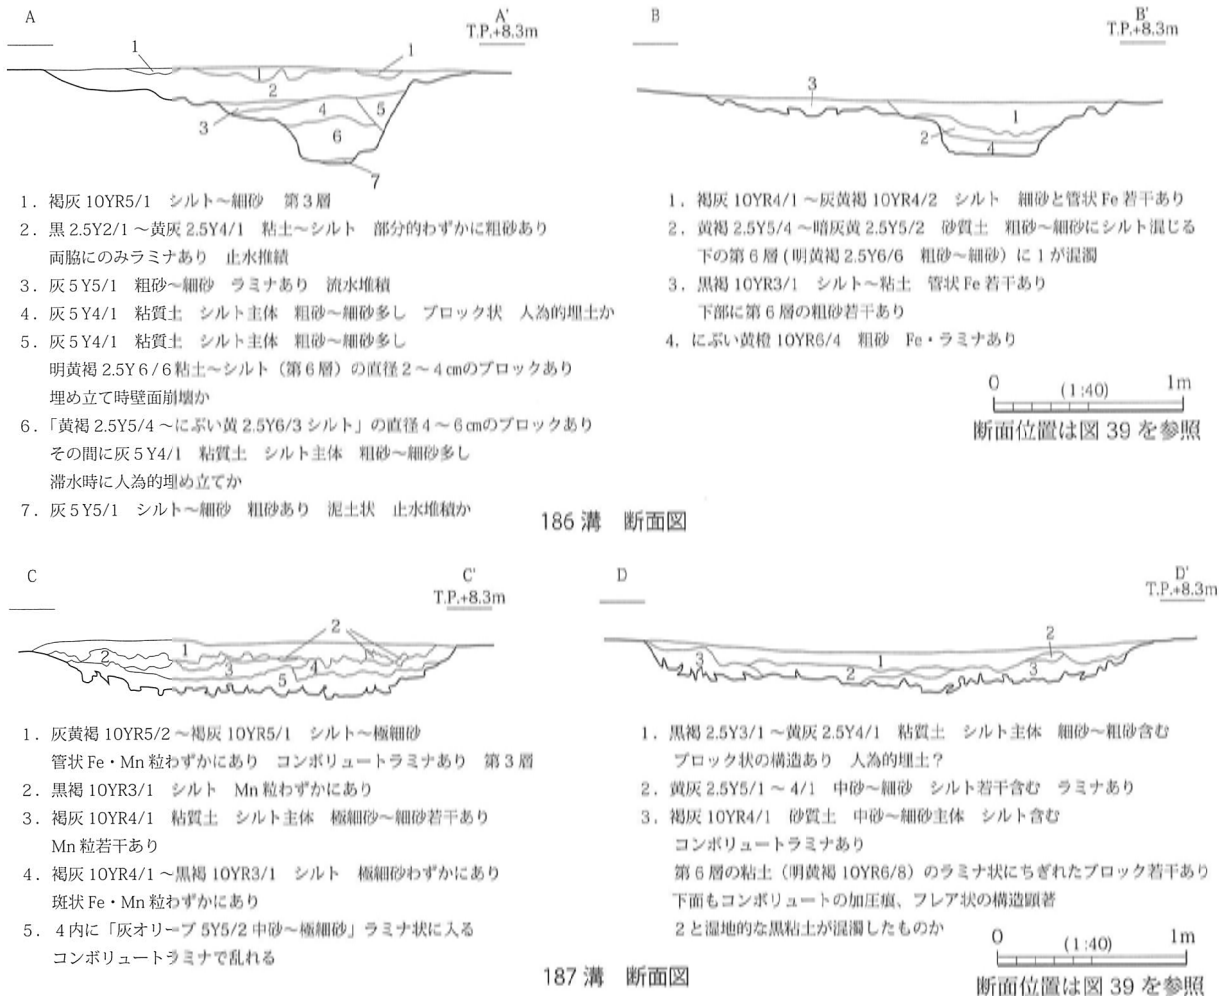 A
A'
T.P.+8.3m
1
1
1
2
3
4
5
6
7
1. 褐灰 10YR5/1 シルト～細砂 第3層
2. 黒 2.5Y2/1 ～黄灰 2.5Y4/1 粘土～シルト 部分的わずかに粗砂あり
両脇にのみラミナあり 止水堆績
3. 灰 5Y5/1 粗砂～細砂 ラミナあり 流水堆積
4. 灰 5Y4/1 粘質土 シルト主体 粗砂～細砂多し ブロック状 人為的埋土か
5. 灰 5Y4/1 粘質土 シルト主体 粗砂～細砂多し
明黄褐 2.5Y 6/6 粘土～シルト（第6層）の直径2～4㎝のブロックあり
埋め立て時壁面崩壊か
6. 「黄褐 2.5Y5/4 ～にぶい黄 2.5Y6/3 シルト」の直径4～6㎝のブロックあり
その間に灰 5Y4/1 粘質土 シルト主体 粗砂～細砂多し
滞水時に人為的埋め立てか
7. 灰 5Y5/1 シルト～細砂 粗砂あり 泥土状 止水堆積か
B
B'
T.P.+8.3m
3
1
2
4
1. 褐灰 10YR4/1 ～灰黄褐 10YR4/2 シルト 細砂と管状 Fe 若干あり
2. 黄褐 2.5Y5/4 ～暗灰黄 2.5Y5/2 砂質土 粗砂～細砂にシルト混じる
下の第6層（明黄褐 2.5Y6/6 粗砂～細砂）に1が混濁
3. 黒褐 10YR3/1 シルト～粘土 管状 Fe 若干あり
下部に第6層の粗砂若干あり
4. にぶい黄橙 10YR6/4 粗砂 Fe・ラミナあり
0 (1:40) 1m
断面位置は図 39 を参照
186 溝 断面図
C
C'
T.P.+8.3m
2
2
1
3
4
5
1. 灰黄褐 10YR5/2 ～褐灰 10YR5/1 シルト～極細砂
管状 Fe・Mn 粒わずかにあり コンボリュートラミナあり 第3層
2. 黒褐 10YR3/1 シルト Mn 粒わずかにあり
3. 褐灰 10YR4/1 粘質土 シルト主体 極細砂～細砂若干あり
Mn 粒若干あり
4. 褐灰 10YR4/1 ～黒褐 10YR3/1 シルト 極細砂わずかにあり
斑状 Fe・Mn 粒わずかにあり
5. 4内に「灰オリーブ 5Y5/2 中砂～極細砂」ラミナ状に入る
コンボリュートラミナで乱れる
D
D'
T.P.+8.3m
2
3
1
2
3
1. 黒褐 2.5Y3/1 ～黄灰 2.5Y4/1 粘質土 シルト主体 細砂～粗砂含む
ブロック状の構造あり 人為的埋土？
2. 黄灰 2.5Y5/1 ～ 4/1 中砂～細砂 シルト若干含む ラミナあり
3. 褐灰 10YR4/1 砂質土 中砂～細砂主体 シルト含む
コンボリュートラミナあり
第6層の粘土（明黄褐 10YR6/8）のラミナ状にちぎれたブロック若干あり
下面もコンボリュートの加圧痕、フレア状の構造顕著
2と湿地的な黒粘土が混濁したものか
0 (1:40) 1m
断面位置は図 39 を参照
187 溝 断面図